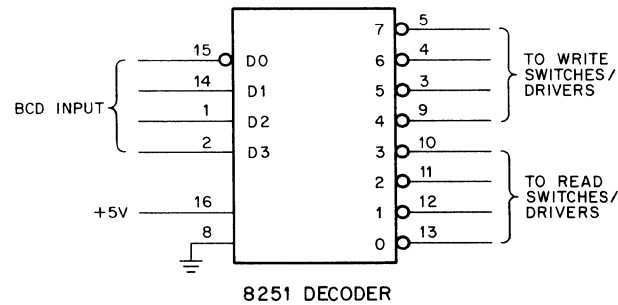 7 5
15 D0 6 4 TO WRITE
14 D1 5 3 SWITCHES/
BCD INPUT DRIVERS
1 D2 4 9
2 D3 3 10
2 11 TO READ
+5V 16 1 12 SWITCHES/
8 0 13 DRIVERS
8251 DECODER